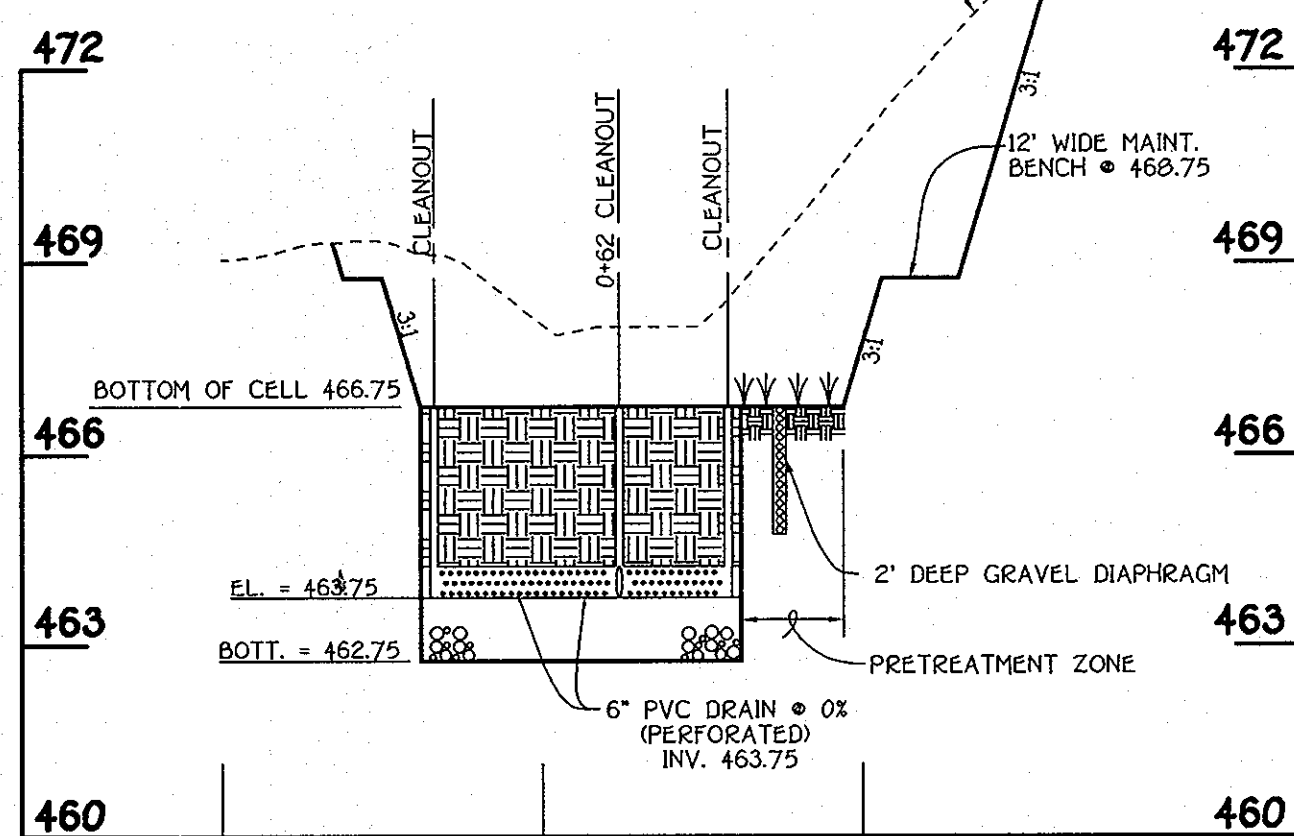 472
472
CLEANOUT
0+62 CLEANOUT
CLEANOUT
3:1
12' WIDE MAINT.
BENCH @ 468.75
469
469
3:1
3:1
BOTTOM OF CELL 466.75
466
466
EL. = 463.75
2' DEEP GRAVEL DIAPHRAGM
463
463
BOTT. = 462.75
PRETREATMENT ZONE
6" PVC DRAIN @ 0%
(PERFORATED)
INV. 463.75
460
460